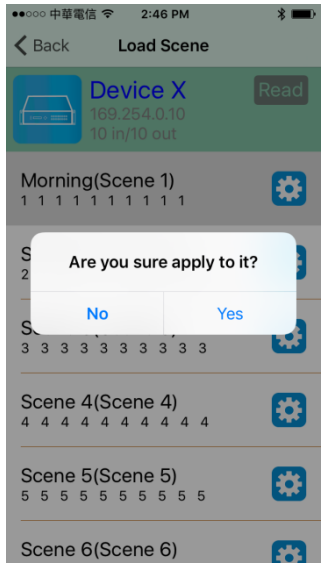 中華電信 2:46 PM
Back Load Scene
Device X
Read
169.254.0.10
10 in/10 out
Morning(Scene 1)
1 1 1 1 1 1 1 1 1 1
S
2
Are you sure apply to it?
No Yes
3 3 3 3 3 3 3 3 3 3
Scene 4(Scene 4)
4 4 4 4 4 4 4 4 4 4
Scene 5(Scene 5)
5 5 5 5 5 5 5 5 5 5
Scene 6(Scene 6)